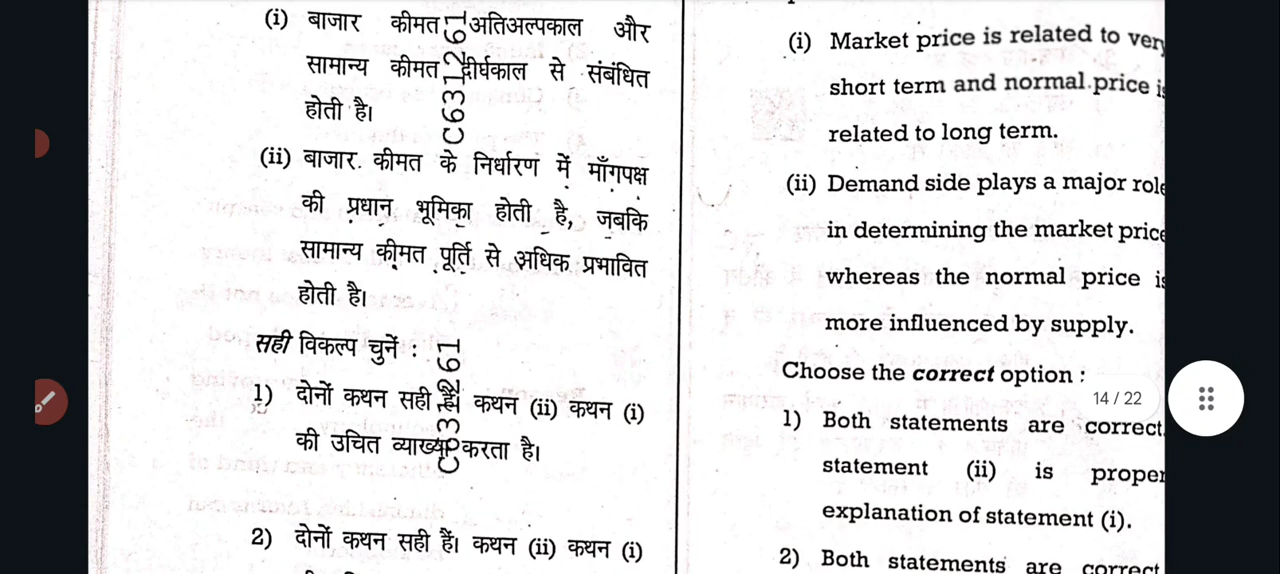 (i) बाजार कीमत अतिअल्पकाल और
सामान्य कीमत दीर्घकाल से संबंधित
होती है।
(ii) बाजार कीमत के निर्धारण में माँगपक्ष
की प्रधान भूमिका होती है, जबकि
सामान्य कीमत पूर्ति से अधिक प्रभावित
होती है।
सही विकल्प चुनें :
1) दोनों कथन सही हैं। कथन (ii) कथन (i)
की उचित व्याख्या करता है।
2) दोनों कथन सही हैं। कथन (ii) कथन (i)
C631261
C631261
(i) Market price is related to very
short term and normal price is
related to long term.
(ii) Demand side plays a major role
in determining the market price
whereas the normal price is
more influenced by supply.
Choose the correct option :
1) Both statements are correct.
statement (ii) is proper
explanation of statement (i).
2) Both statements are correct
14 / 22